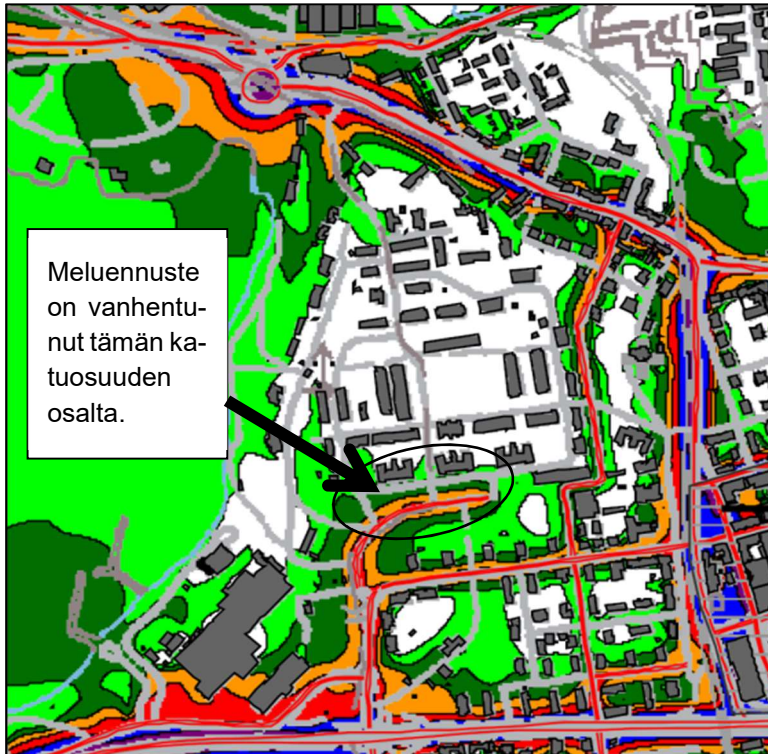 Meluennuste
on vanhentu-
nut tämän ka-
tuosuuden
osalta.